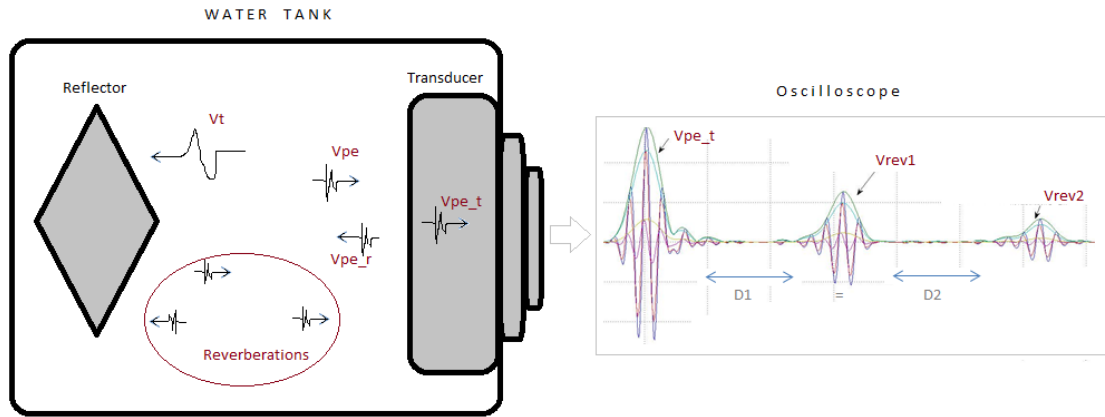 WATER TANK
Reflector
Transducer
Vt
Vpe
Vpe_t
Vpe_r
Reverberations
Oscilloscope
Vpe_t
Vrev1
Vrev2
D1 = D2